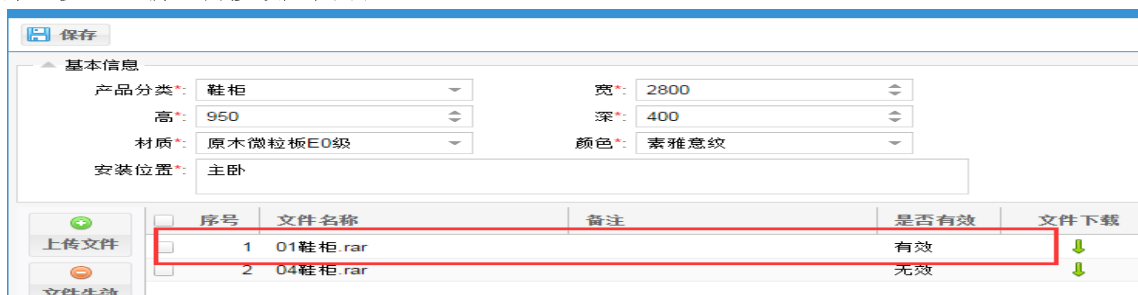 保存
基本信息
产品分类*: 鞋柜 宽*: 2800
高*: 950 深*: 400
材质*: 原木微粒板E0级 颜色*: 素雅意纹
安装位置*: 主卧
上传文件 序号 文件名称 备注 是否有效 文件下载
1 01鞋柜.rar 有效
2 04鞋柜.rar 无效
文件失效